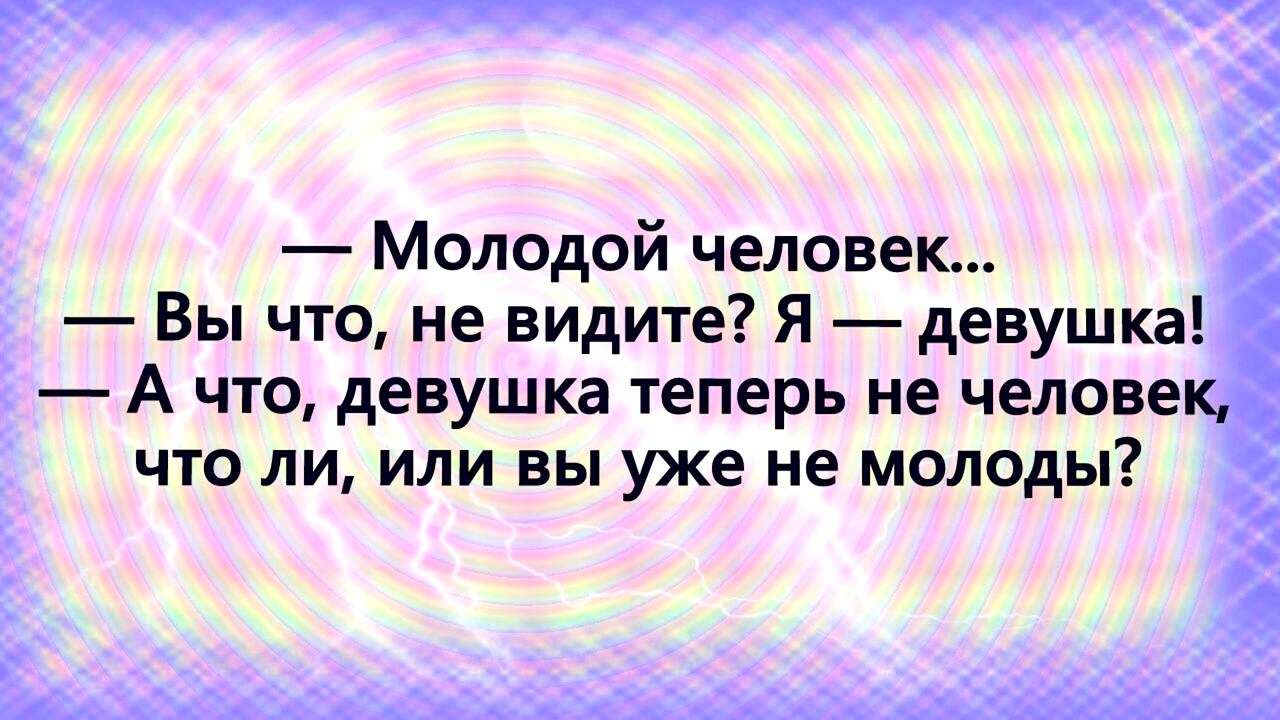 — Молодой человек...
— Вы что, не видите? Я — девушка!
— А что, девушка теперь не человек,
что ли, или вы уже не молоды?